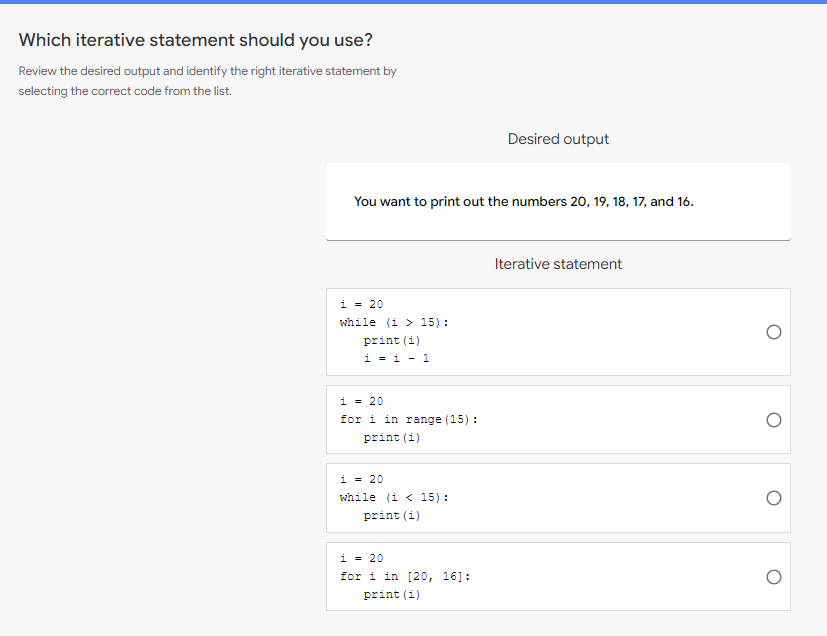 Which iterative statement should you use?
Review the desired output and identify the right iterative statement by
selecting the correct code from the list.
Desired output
You want to print out the numbers 20, 19, 18, 17, and 16.
Iterative statement
i = 20
while (i > 15):
    print(i)
    i = i - 1
i = 20
for i in range(15):
    print(i)
i = 20
while (i < 15):
    print(i)
i = 20
for i in [20, 16]:
    print(i)